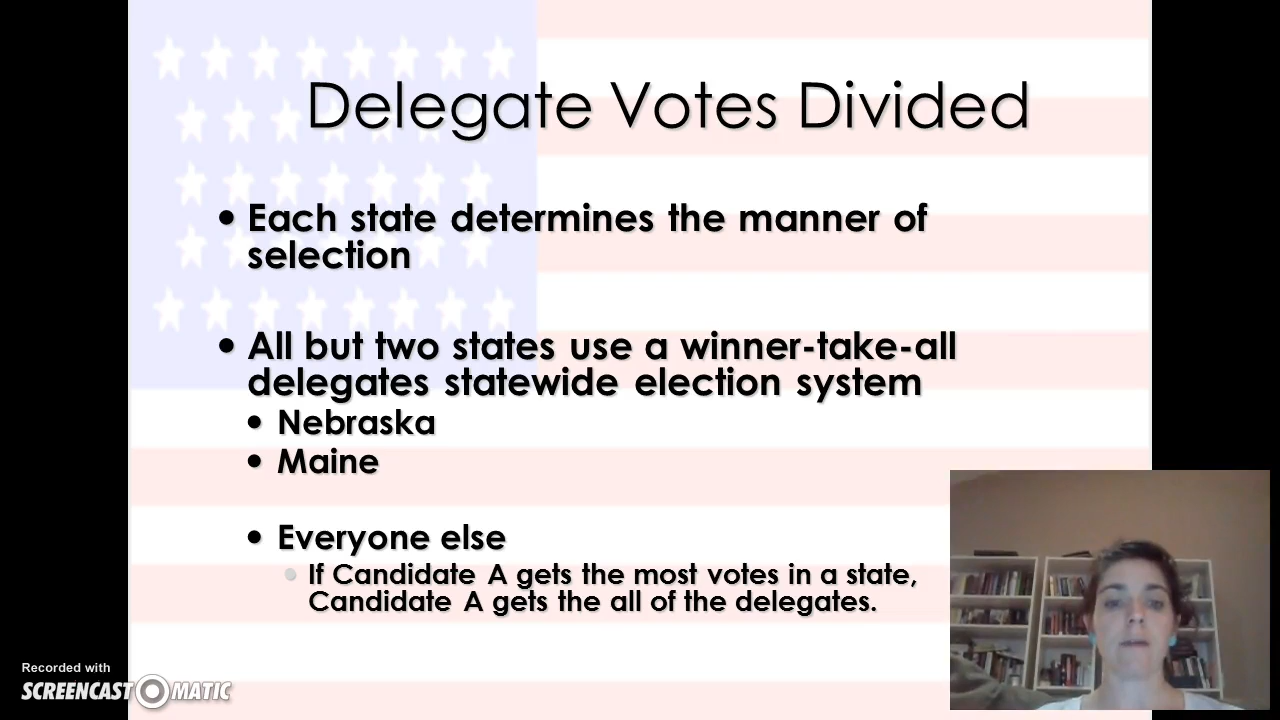 Delegate Votes Divided
• Each state determines the manner of
selection
• All but two states use a winner-take-all
delegates statewide election system
• Nebraska
• Maine
• Everyone else
• If Candidate A gets the most votes in a state,
Candidate A gets the all of the delegates.
Recorded with
SCREENCAST-O-MATIC